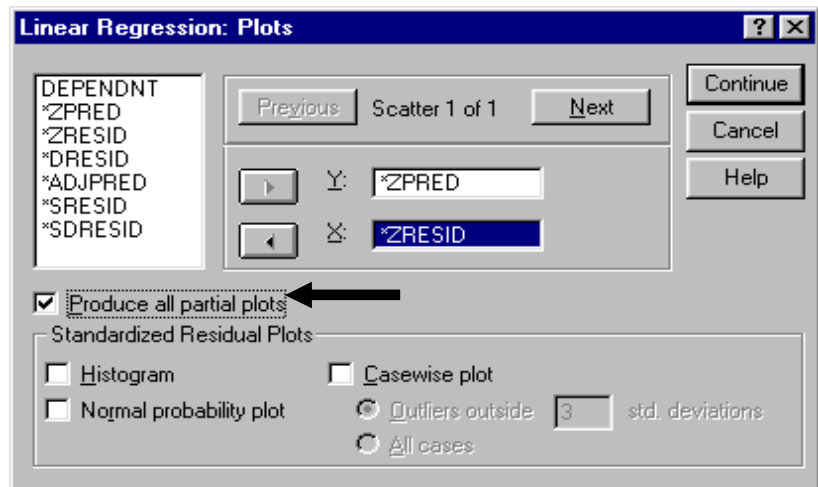 Linear Regression: Plots
DEPENDNT
*ZPRED
*ZRESID
*DRESID
*ADJPRED
*SRESID
*SDRESID
Previous Scatter 1 of 1 Next
Y: *ZPRED
X: *ZRESID
Continue
Cancel
Help
Produce all partial plots
Standardized Residual Plots
Histogram
Normal probability plot
Casewise plot
Outliers outside 3 std. deviations
All cases